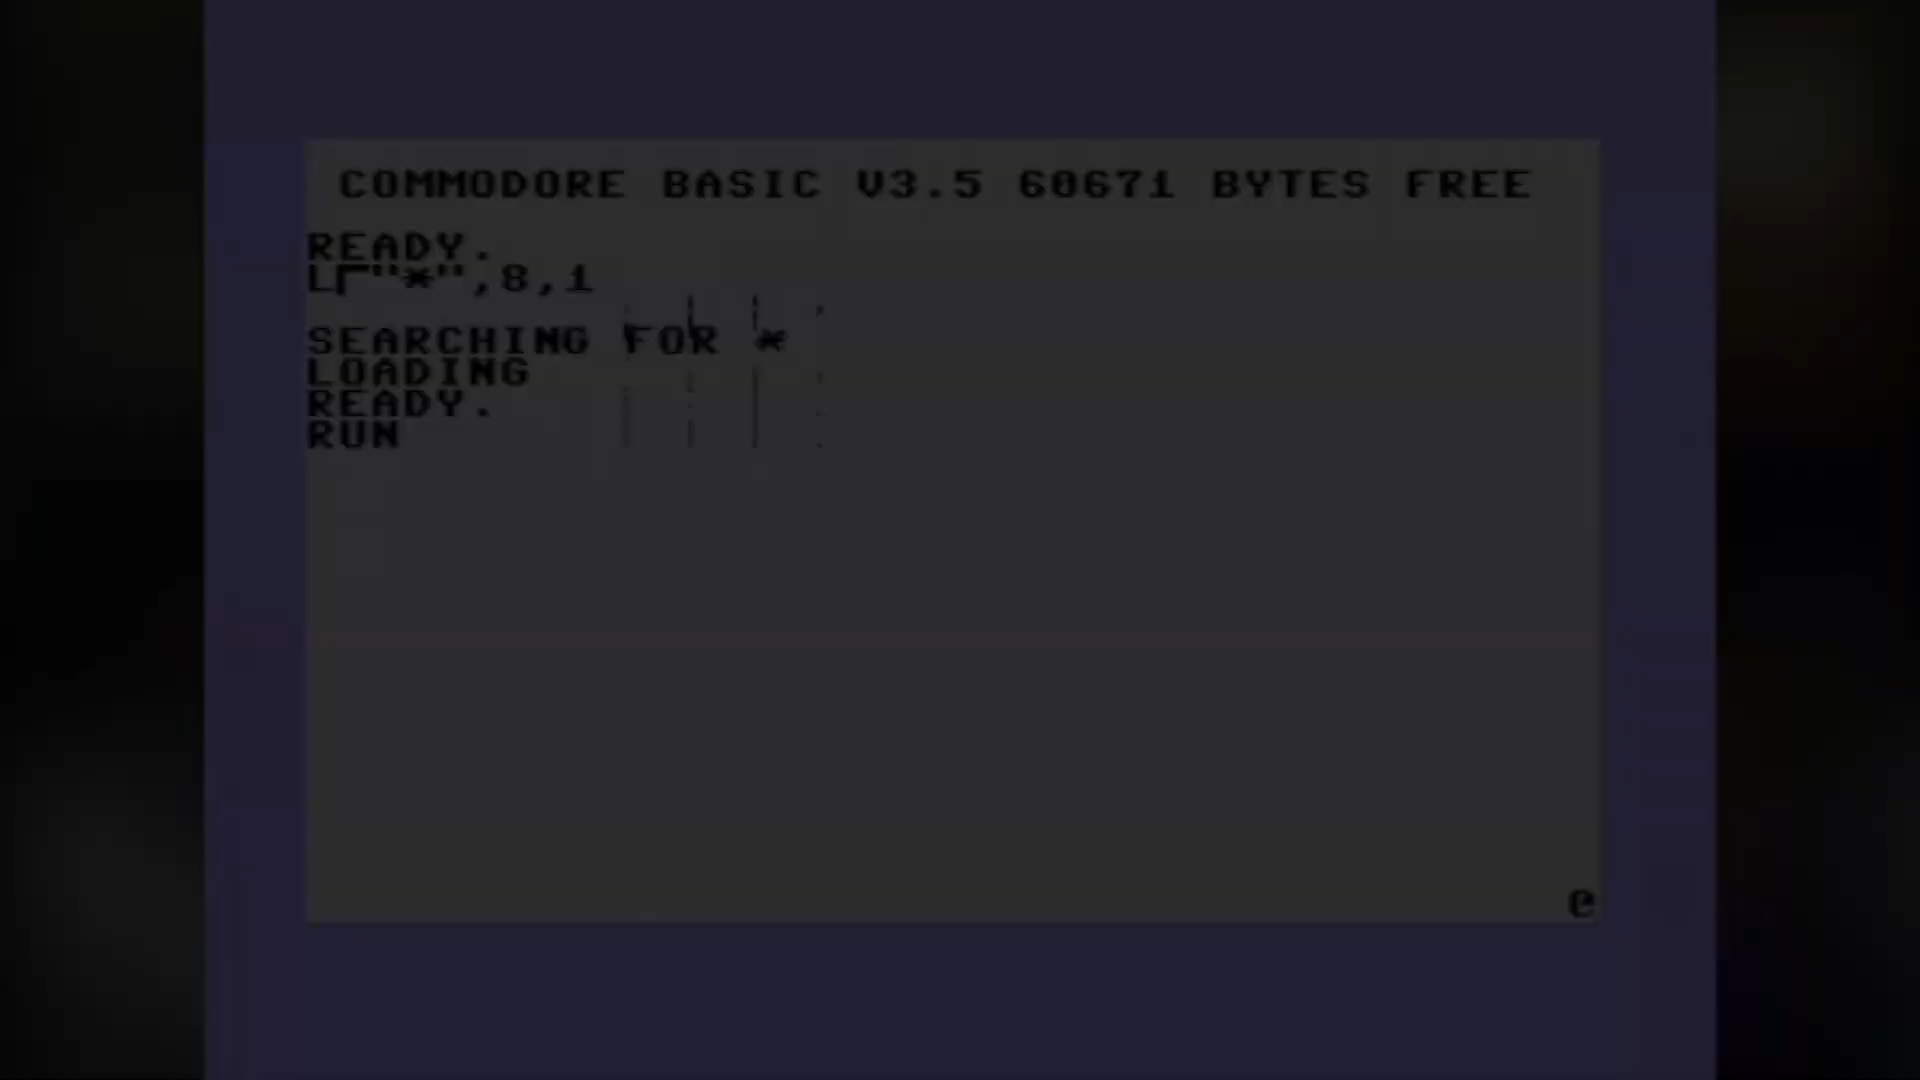 COMMODORE BASIC V3.5 60671 BYTES FREE
READY.
L┌"*",8,1
SEARCHING FOR *
LOADING
READY.
RUN
@